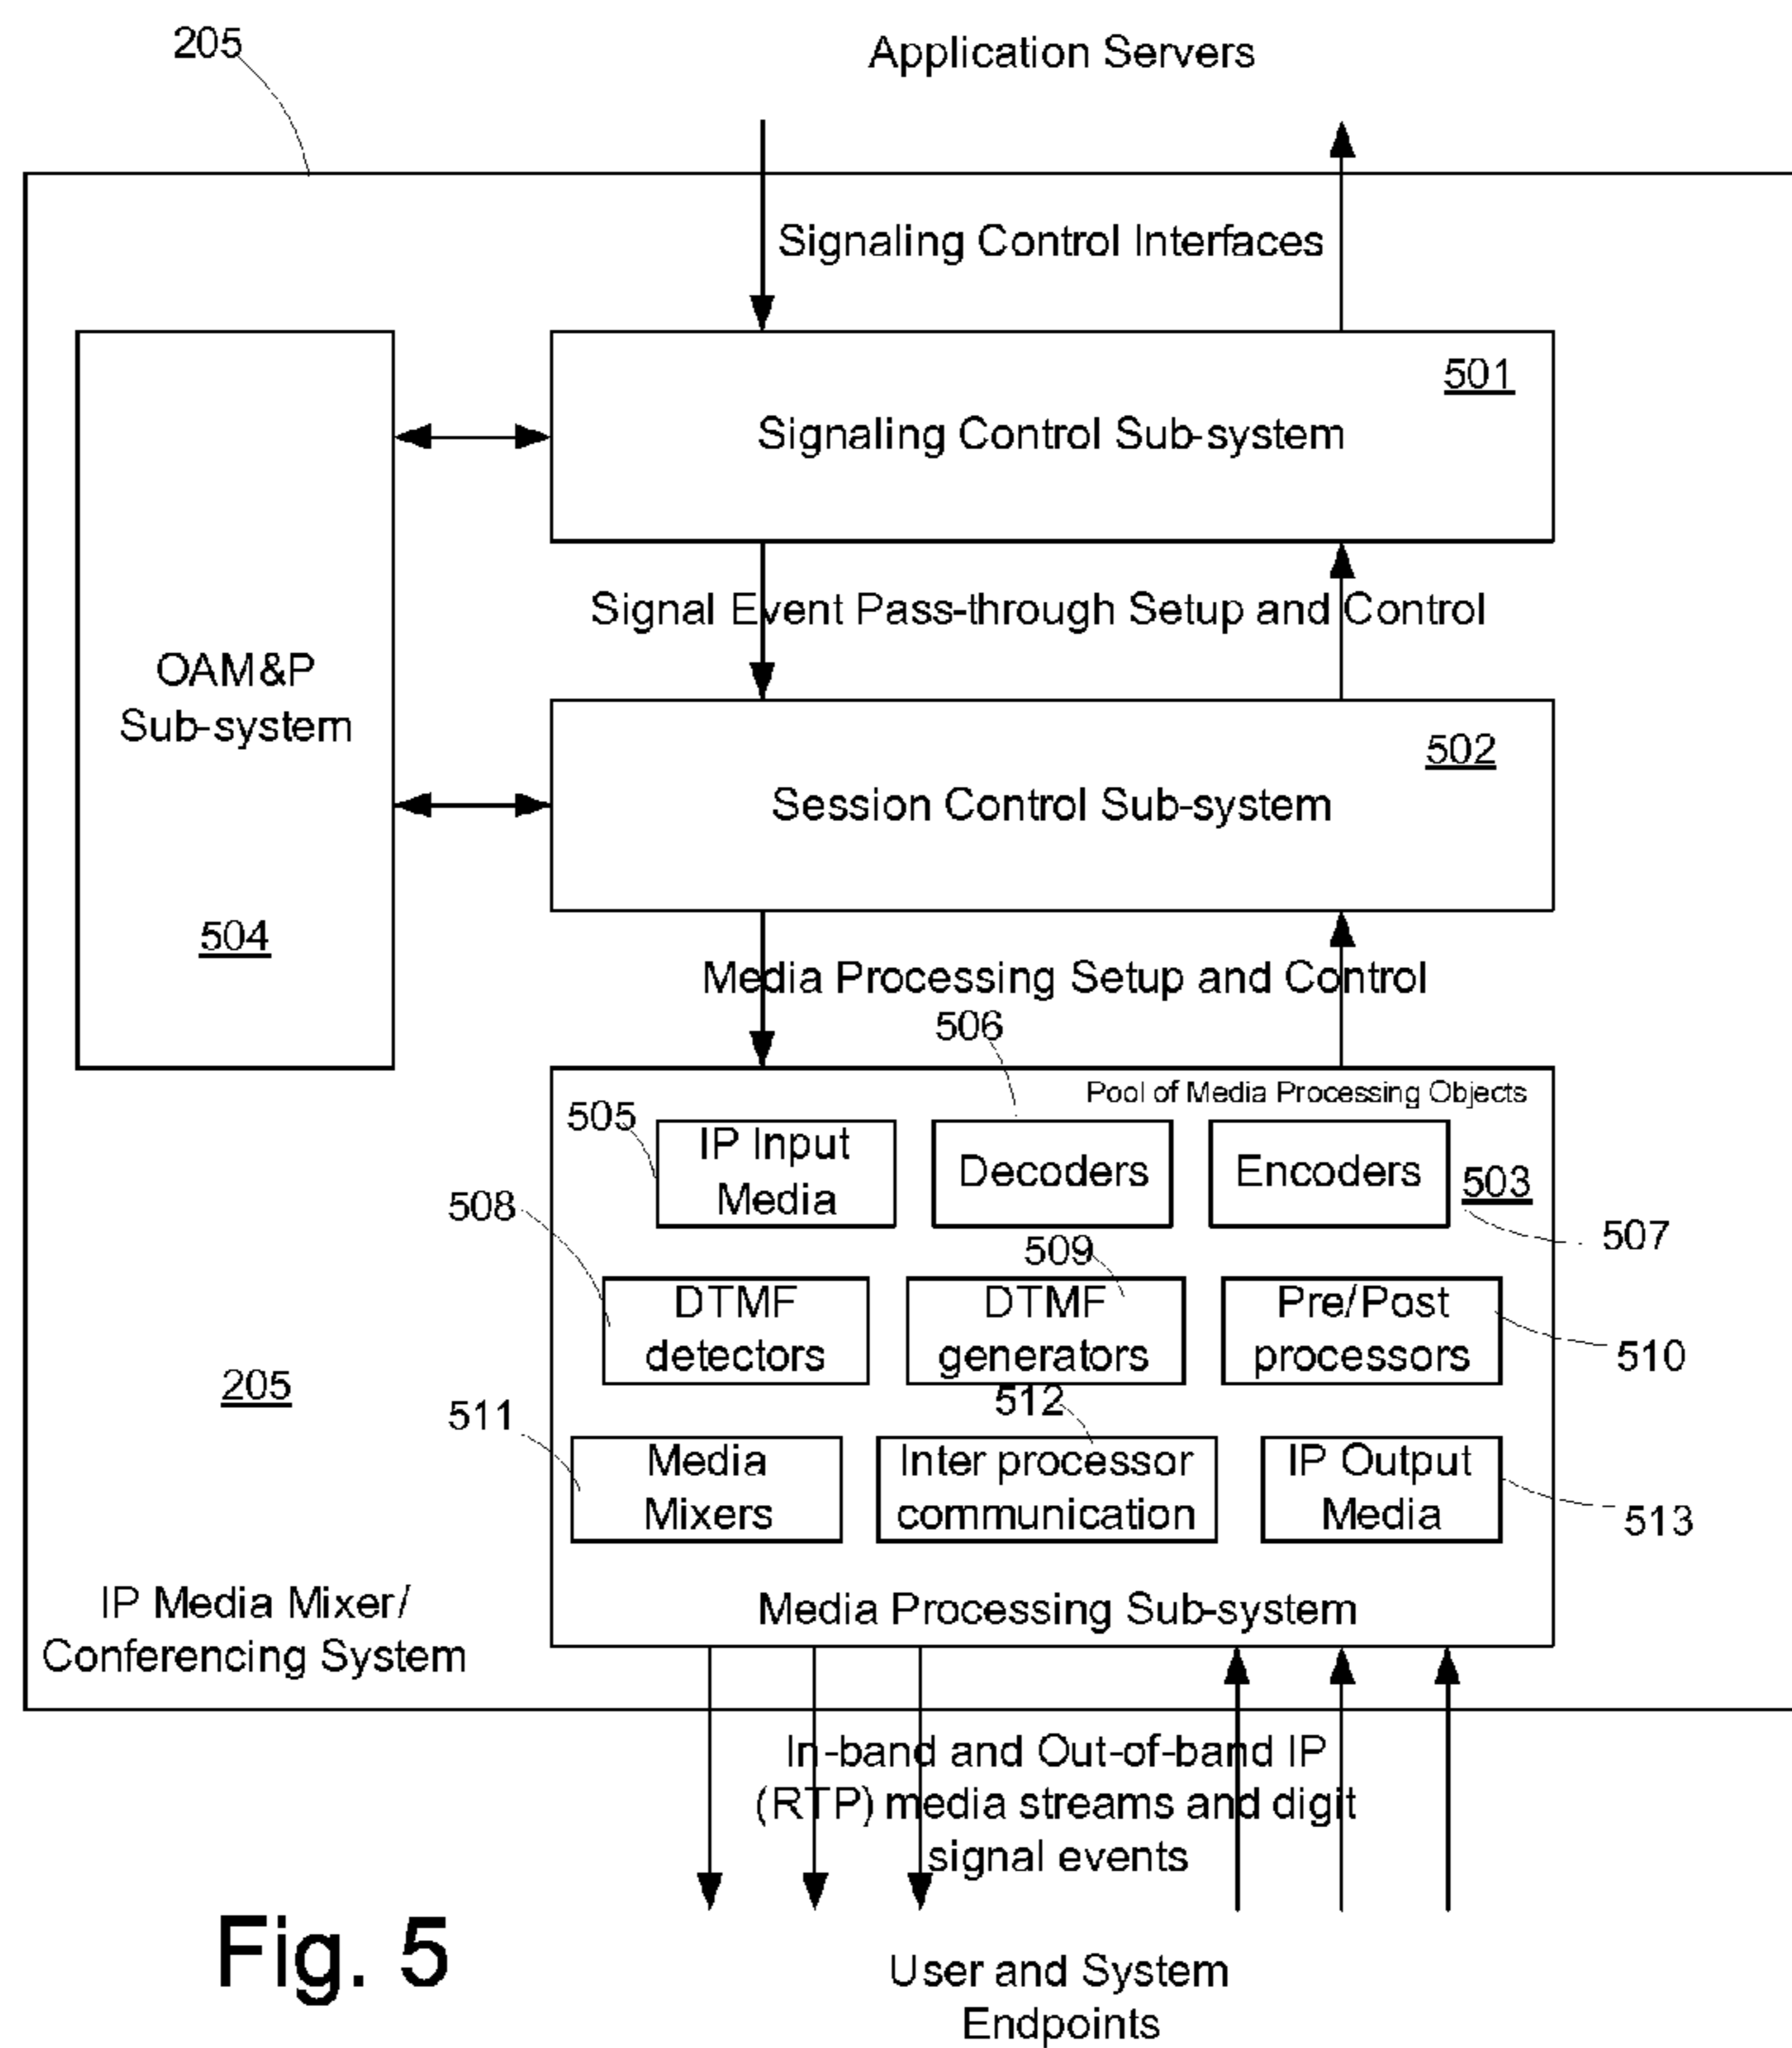 205
Application Servers
Signaling Control Interfaces
501
Signaling Control Sub-system
Signal Event Pass-through Setup and Control
OAM&P
Sub-system
504
502
Session Control Sub-system
Media Processing Setup and Control
506
Pool of Media Processing Objects
505
IP Input
Media
Decoders
Encoders
503
507
508
509
DTMF
detectors
DTMF
generators
Pre/Post
processors
510
205
511
512
Media
Mixers
Inter processor
communication
IP Output
Media
513
IP Media Mixer/
Conferencing System
Media Processing Sub-system
In-band and Out-of-band IP
(RTP) media streams and digit
signal events
Fig. 5
User and System
Endpoints